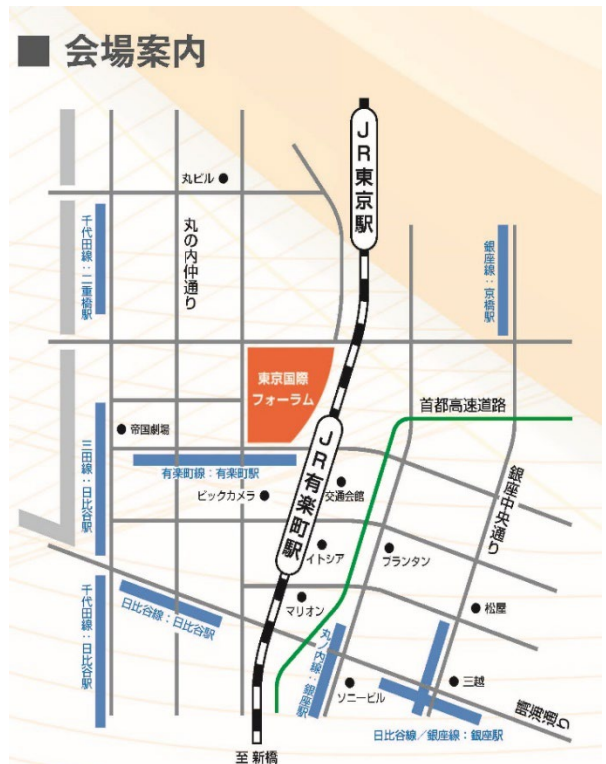 ■ 会場案内
JR東京駅
丸ビル
丸の内仲通り
千代田線：二重橋駅
銀座線：京橋駅
東京国際
フォーラム
首都高速道路
帝国劇場
三田線：日比谷駅
有楽町線：有楽町駅
JR有楽町駅
ビックカメラ
交通会館
銀座中央通り
イトシア
プランタン
千代田線：日比谷駅
日比谷線：日比谷駅
マリオン
松屋
丸ノ内線：銀座駅
ソニービル
三越
晴海通り
日比谷線／銀座線：銀座駅
至 新橋